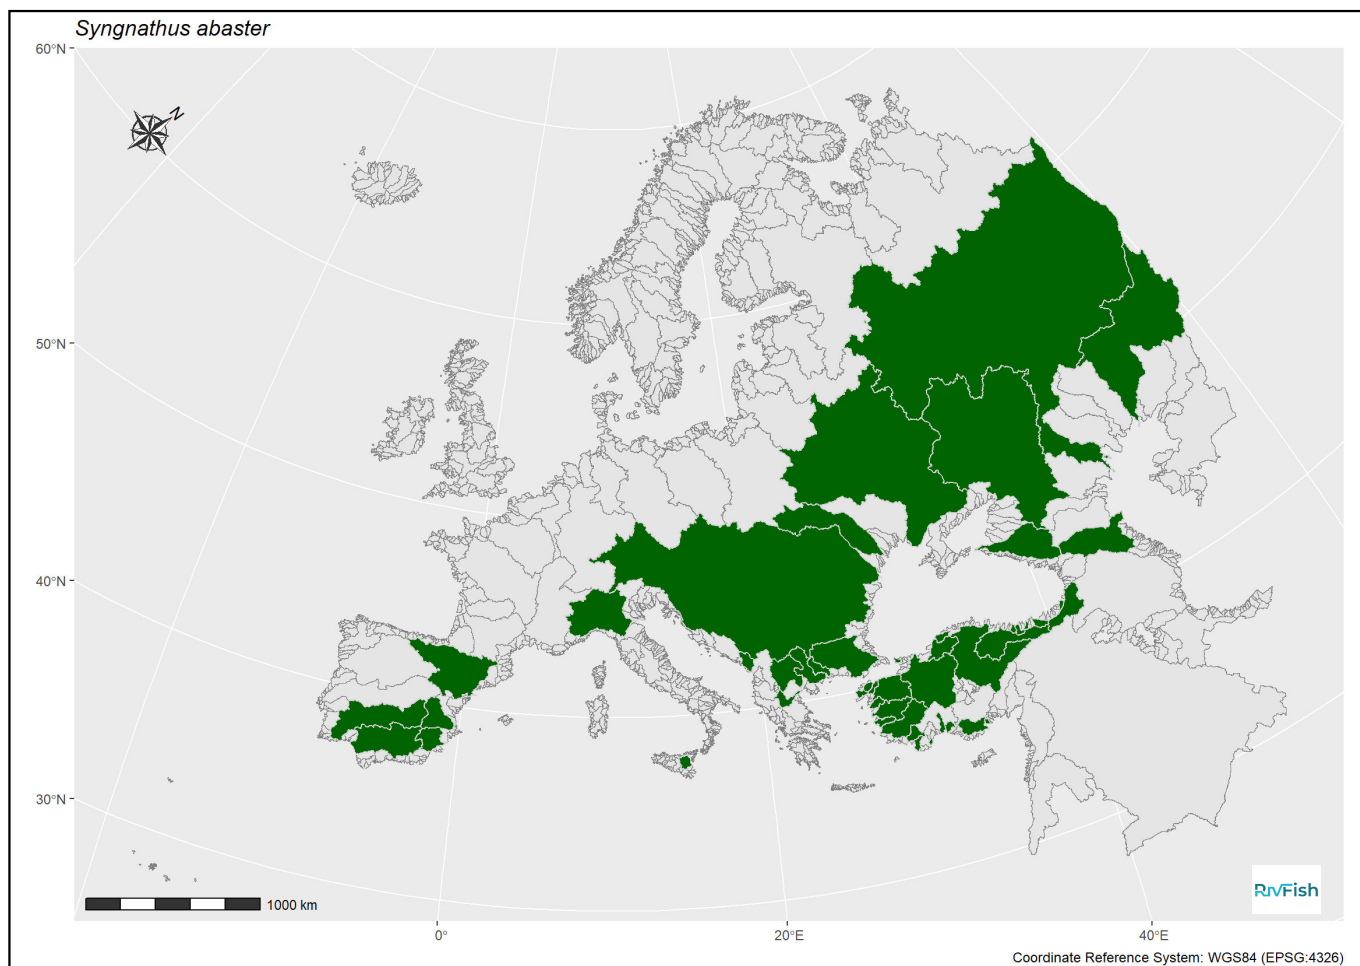 Syngnathus abaster
60°N
N
50°N
40°N
30°N
1000 km
RivFish
0°
20°E
40°E
Coordinate Reference System: WGS84 (EPSG:4326)